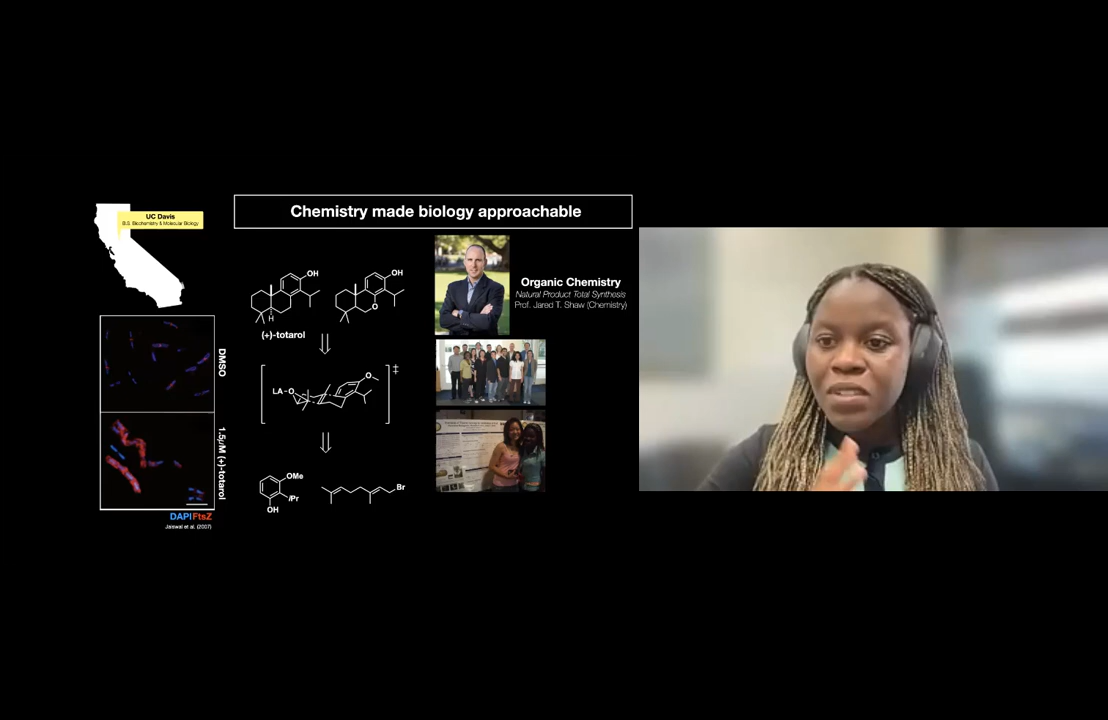 Chemistry made biology approachable
UC Davis
B.S. Biochemistry & Molecular Biology
OH
OH
H
O
(+)-totarol
Organic Chemistry
Natural Product Total Synthesis
Prof. Jared T. Shaw (Chemistry)
DMSO
LA-O
O
‡
1.5μM (+)-totarol
OMe
iPr
OH
Br
DAPI FtsZ
Jaiswal et al. (2007)